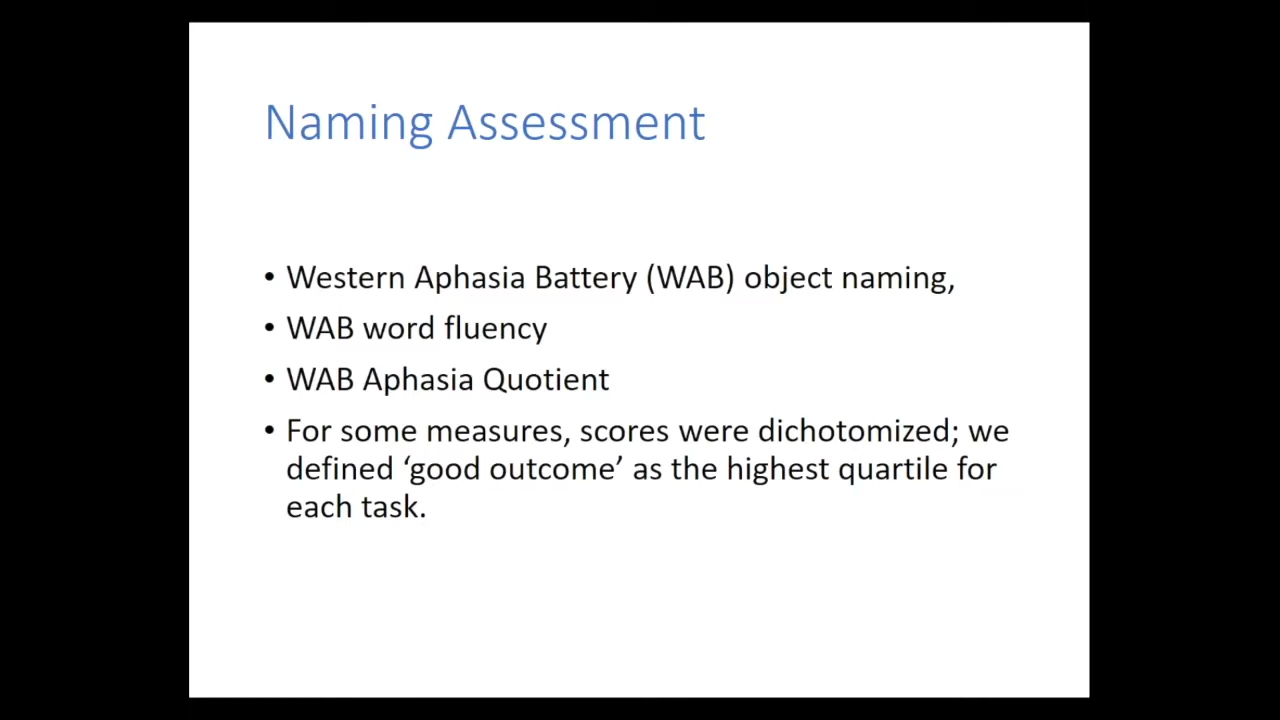 Naming Assessment
• Western Aphasia Battery (WAB) object naming,
• WAB word fluency
• WAB Aphasia Quotient
• For some measures, scores were dichotomized; we
defined ‘good outcome’ as the highest quartile for
each task.